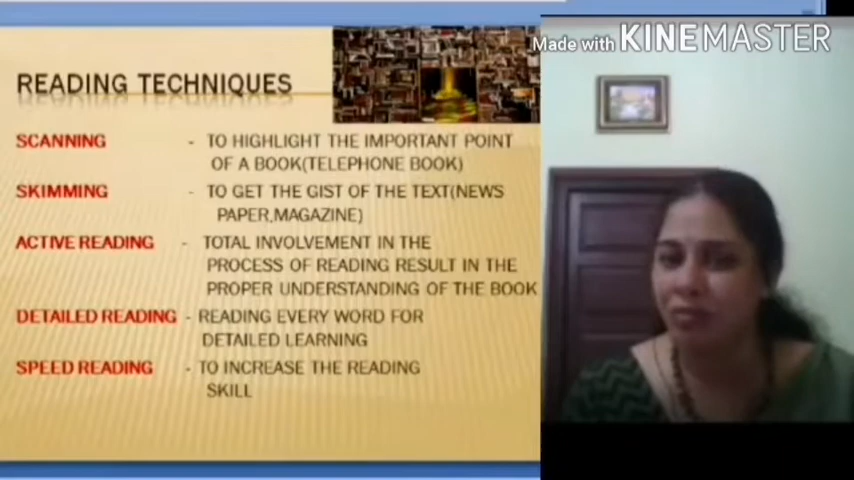 Made with KINEMASTER
READING TECHNIQUES
SCANNING - TO HIGHLIGHT THE IMPORTANT POINT
OF A BOOK(TELEPHONE BOOK)
SKIMMING - TO GET THE GIST OF THE TEXT(NEWS
PAPER,MAGAZINE)
ACTIVE READING - TOTAL INVOLVEMENT IN THE
PROCESS OF READING RESULT IN THE
PROPER UNDERSTANDING OF THE BOOK
DETAILED READING - READING EVERY WORD FOR
DETAILED LEARNING
SPEED READING - TO INCREASE THE READING
SKILL